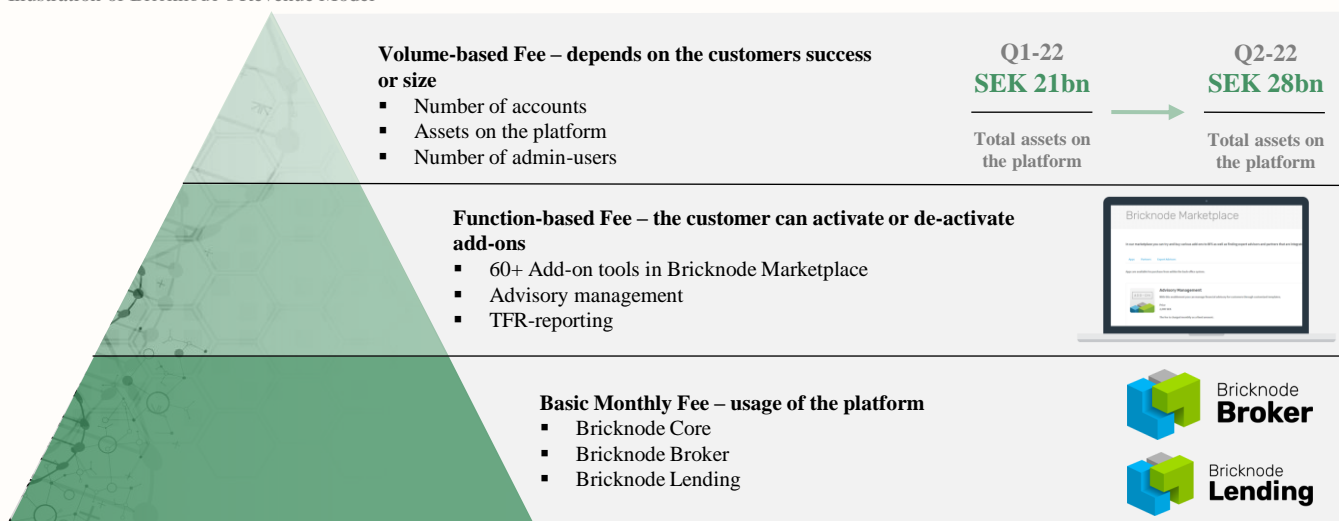 Volume-based Fee – depends on the customers success
or size
▪ Number of accounts
▪ Assets on the platform
▪ Number of admin-users
Q1-22
SEK 21bn
Total assets on
the platform
Q2-22
SEK 28bn
Total assets on
the platform
Function-based Fee – the customer can activate or de-activate
add-ons
▪ 60+ Add-on tools in Bricknode Marketplace
▪ Advisory management
▪ TFR-reporting
Bricknode Marketplace
Advisory Management
Basic Monthly Fee – usage of the platform
▪ Bricknode Core
▪ Bricknode Broker
▪ Bricknode Lending
Bricknode
Broker
Bricknode
Lending